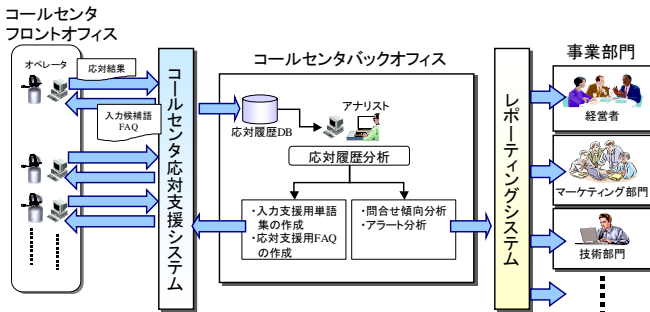 コールセンタ
フロントオフィス
オペレータ
応対結果
入力候補語
FAQ
コールセンタ応対支援システム
コールセンタバックオフィス
応対履歴DB
アナリスト
応対履歴分析
・入力支援用単語
集の作成
・応対支援用FAQ
の作成
・問合せ傾向分析
・アラート分析
レポーティングシステム
事業部門
経営者
マーケティング部門
技術部門